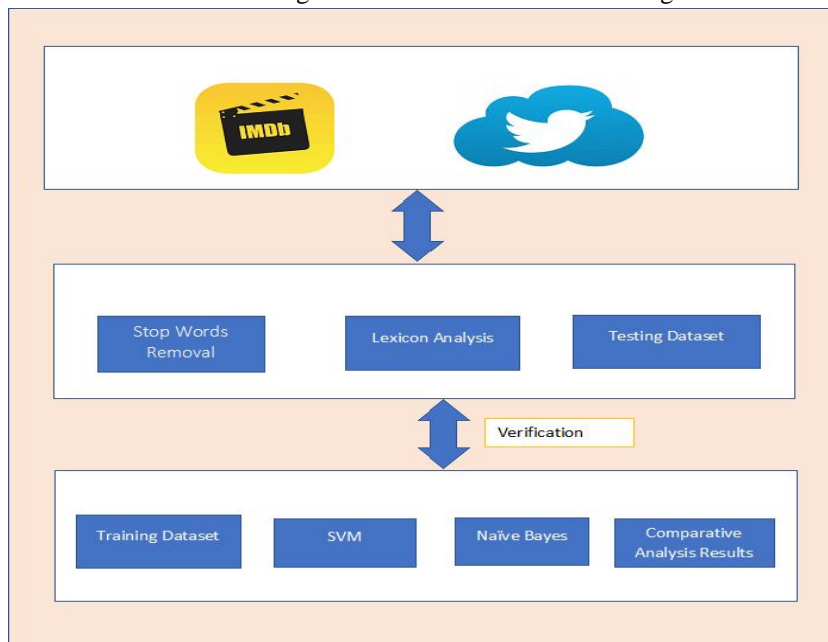 IMDb
Stop Words
Removal
Lexicon Analysis
Testing Dataset
Verification
Training Dataset
SVM
Naïve Bayes
Comparative
Analysis Results